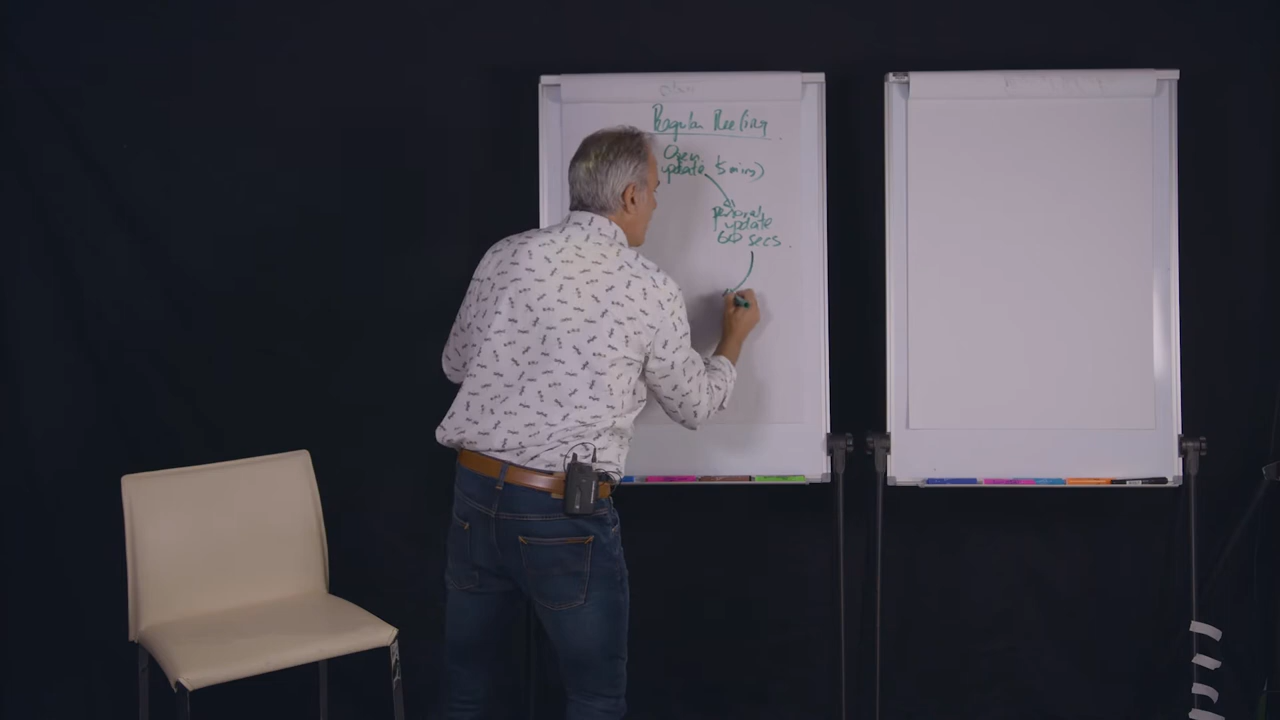 Regular Meeting
Open
update (5 mins)
personal
update
60 secs